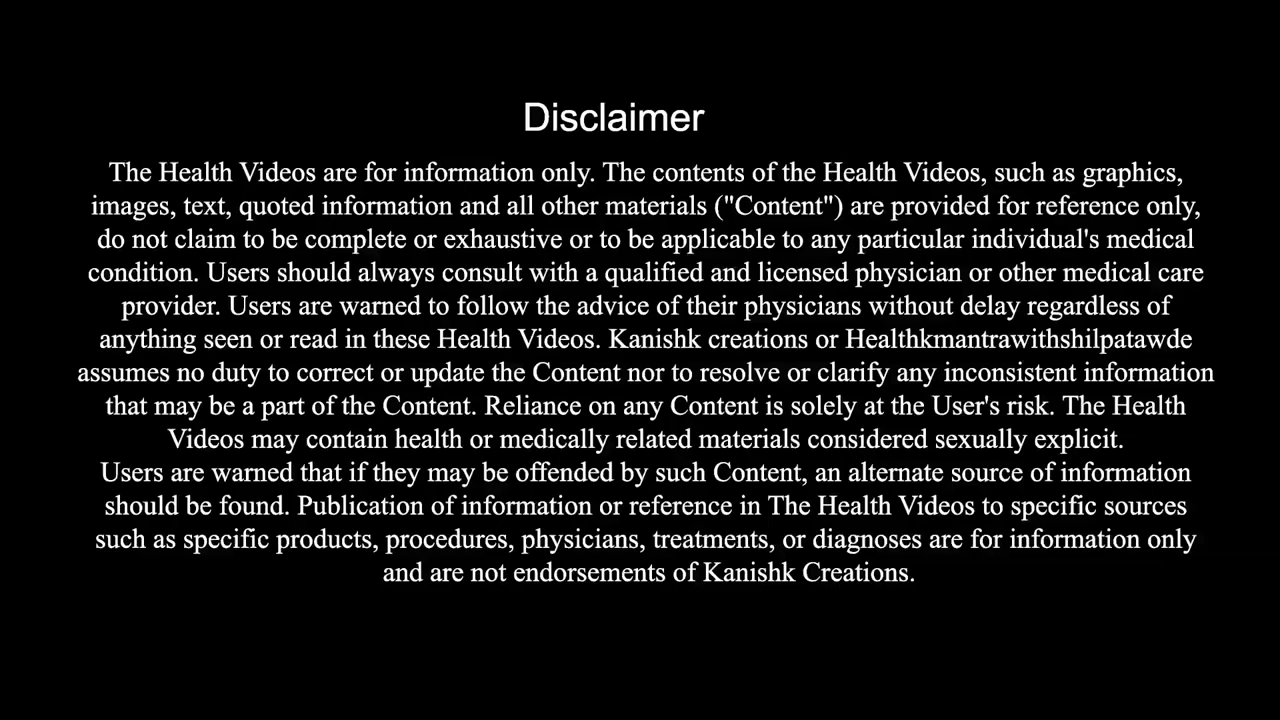 Disclaimer
The Health Videos are for information only. The contents of the Health Videos, such as graphics,
images, text, quoted information and all other materials ("Content") are provided for reference only,
do not claim to be complete or exhaustive or to be applicable to any particular individual's medical
condition. Users should always consult with a qualified and licensed physician or other medical care
provider. Users are warned to follow the advice of their physicians without delay regardless of
anything seen or read in these Health Videos. Kanishk creations or Healthkmantrawithshilpatawde
assumes no duty to correct or update the Content nor to resolve or clarify any inconsistent information
that may be a part of the Content. Reliance on any Content is solely at the User's risk. The Health
Videos may contain health or medically related materials considered sexually explicit.
Users are warned that if they may be offended by such Content, an alternate source of information
should be found. Publication of information or reference in The Health Videos to specific sources
such as specific products, procedures, physicians, treatments, or diagnoses are for information only
and are not endorsements of Kanishk Creations.